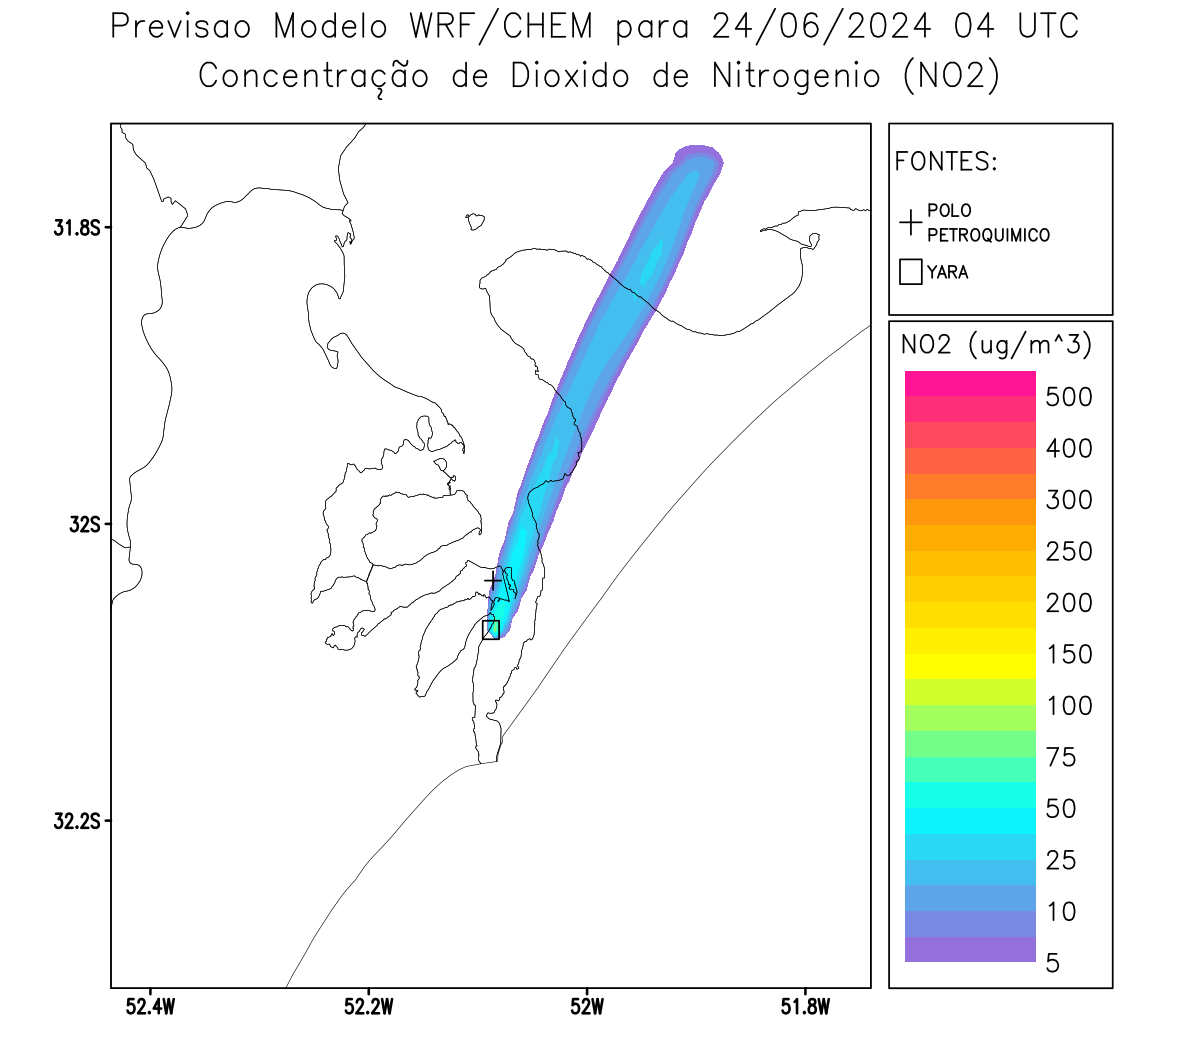 Previsao Modelo WRF/CHEM para 24/06/2024 04 UTC
Concentração de Dioxido de Nitrogenio (NO2)
FONTES:
POLO
PETROQUIMICO
YARA
31.8S
32S
32.2S
52.4W
52.2W
52W
51.8W
NO2 (ug/m^3)
500
400
300
250
200
150
100
75
50
25
10
5